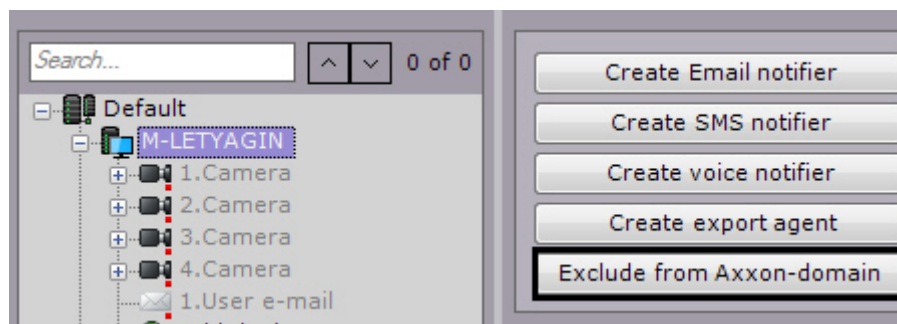 Search...
0 of 0
Default
M-LETYAGIN
1.Camera
2.Camera
3.Camera
4.Camera
1.User e-mail
Create Email notifier
Create SMS notifier
Create voice notifier
Create export agent
Exclude from Axxon-domain